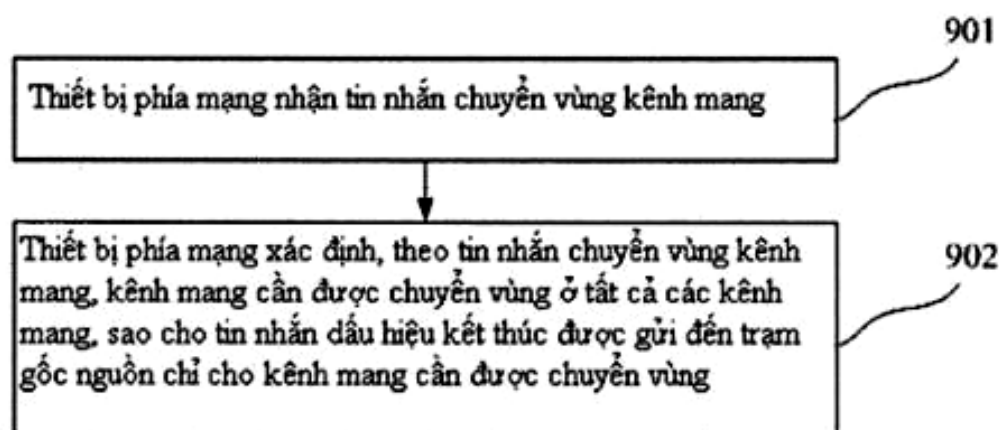 901
Thiết bị phía mạng nhận tin nhắn chuyển vùng kênh mang
Thiết bị phía mạng xác định, theo tin nhắn chuyển vùng kênh
mang, kênh mang cần được chuyển vùng ở tất cả các kênh
mang, sao cho tin nhắn dấu hiệu kết thúc được gửi đến trạm
gốc nguồn chỉ cho kênh mang cần được chuyển vùng
902